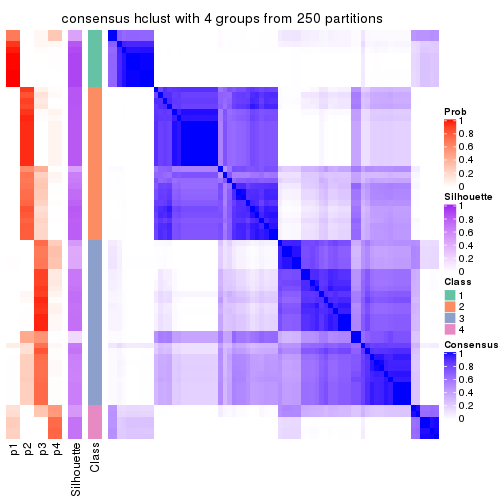 consensus hclust with 4 groups from 250 partitions
Prob
1
0.8
0.6
0.4
0.2
0
Silhouette
1
0.8
0.6
0.4
0.2
0
Class
1
2
3
4
Consensus
1
0.8
0.6
0.4
0.2
0
p1
p2
p3
p4
Silhouette
Class